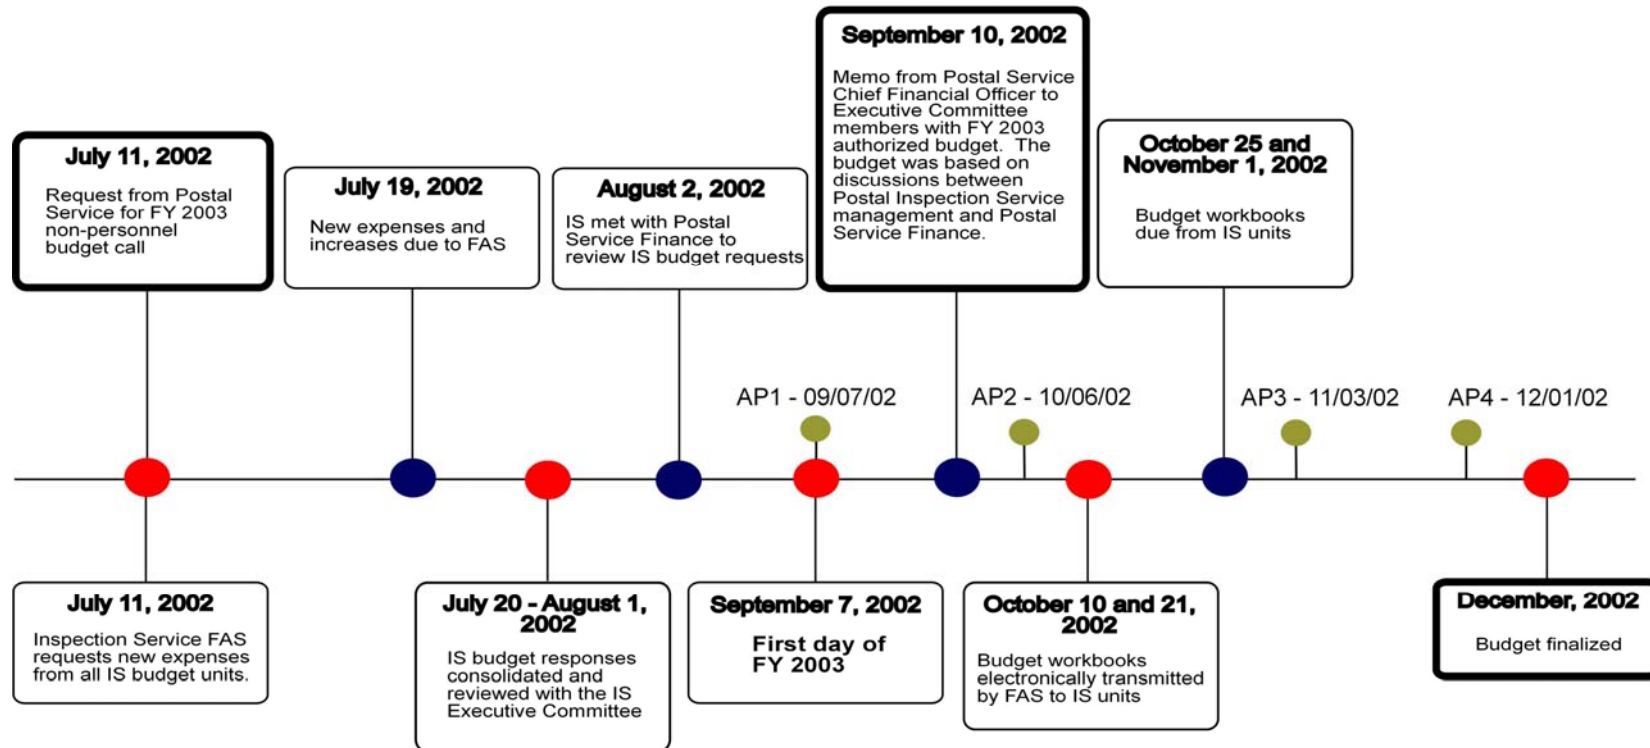 July 11, 2002
Request from Postal
Service for FY 2003
non-personnel
budget call
July 19, 2002
New expenses and
increases due to FAS
August 2, 2002
IS met with Postal
Service Finance to
review IS budget requests
September 10, 2002
Memo from Postal Service
Chief Financial Officer to
Executive Committee
members with FY 2003
authorized budget.  The
budget was based on
discussions between
Postal Inspection Service
management and Postal
Service Finance.
October 25 and
November 1, 2002
Budget workbooks
due from IS units
AP1 - 09/07/02
AP2 - 10/06/02
AP3 - 11/03/02
AP4 - 12/01/02
July 11, 2002
Inspection Service FAS
requests new expenses
from all IS budget units.
July 20 - August 1,
2002
IS budget responses
consolidated and
reviewed with the IS
Executive Committee
September 7, 2002
First day of
FY 2003
October 10 and 21,
2002
Budget workbooks
electronically transmitted
by FAS to IS units
December, 2002
Budget finalized